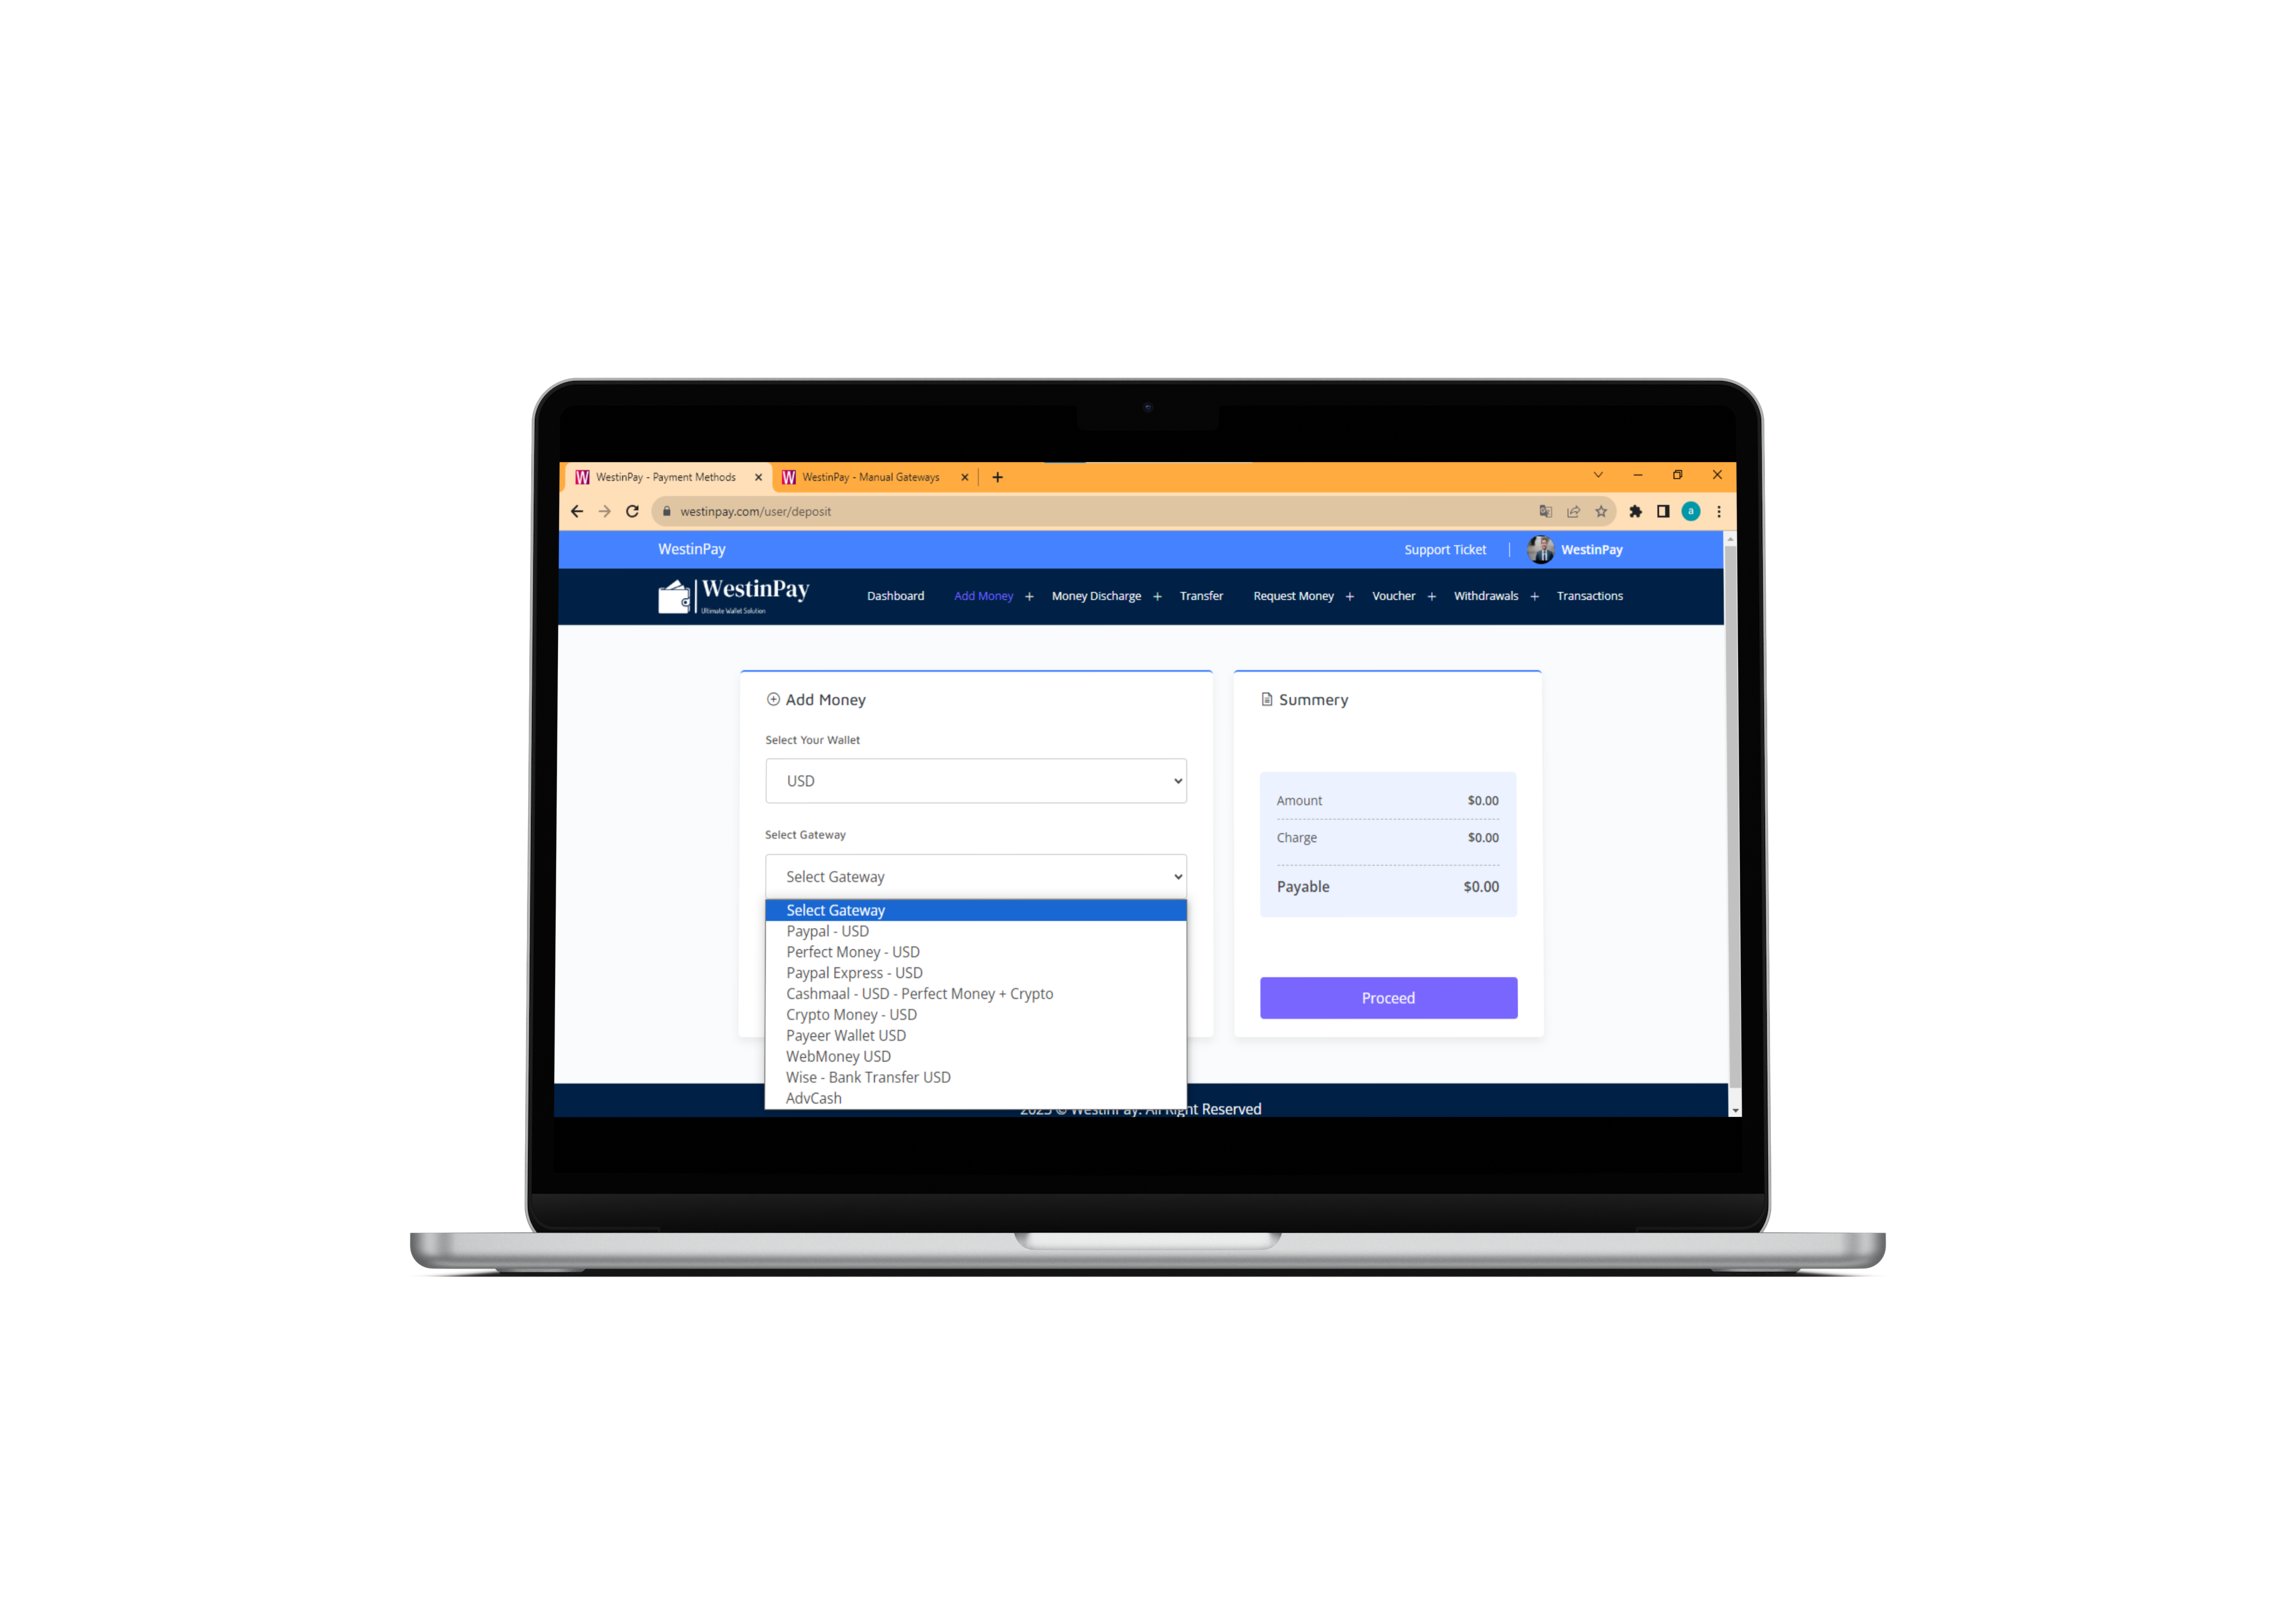 WestinPay - Payment Methods
WestinPay - Manual Gateways
westinpay.com/user/deposit
a
WestinPay
Support Ticket
WestinPay
WestinPay
Ultimate Wallet Solution
Dashboard
Add Money +
Money Discharge +
Transfer
Request Money +
Voucher +
Withdrawals +
Transactions
Add Money
Select Your Wallet
USD
Select Gateway
Select Gateway
Select Gateway
Paypal - USD
Perfect Money - USD
Paypal Express - USD
Cashmaal - USD - Perfect Money + Crypto
Crypto Money - USD
Payeer Wallet USD
WebMoney USD
Wise - Bank Transfer USD
AdvCash
Summery
Amount $0.00
Charge $0.00
Payable $0.00
Proceed
© WestinPay. All Right Reserved